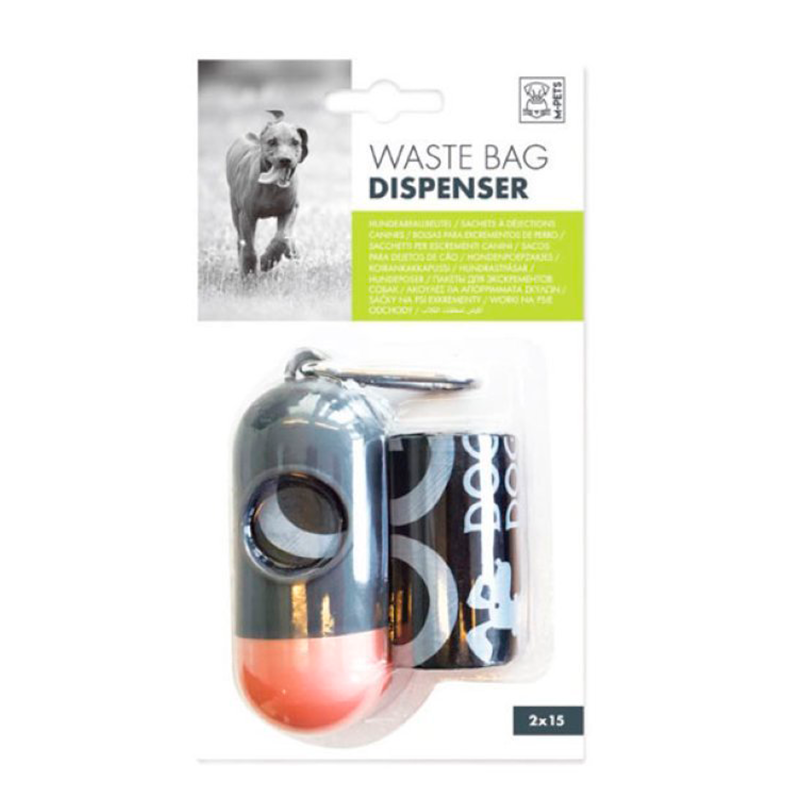 M-PETS
WASTE BAG
DISPENSER
HUNDEABFALLBEUTEL / SACHETS À DÉJECTIONS
CANINES / BOLSAS PARA EXCREMENTOS DE PERRO /
SACCHETTI PER ESCREMENTI CANINI / SACOS
PARA DEJETOS DE CÃO / HONDENPOEPZAKJES /
KOIRANKAKKAPUSSI / HUNDBAJSPÅSAR /
HUNDEPOSER / ПАКЕТЫ ДЛЯ ЭКСКРЕМЕНТОВ
СОБАК / ΣΑΚΟΥΛΕΣ ΓΙΑ ΑΠΟΡΡΙΜΜΑΤΑ ΣΚΥΛΩΝ /
SÁČKY NA PSÍ EXKREMENTY / WORKI NA PSIE
ODCHODY /
DOG
DOG
2x15